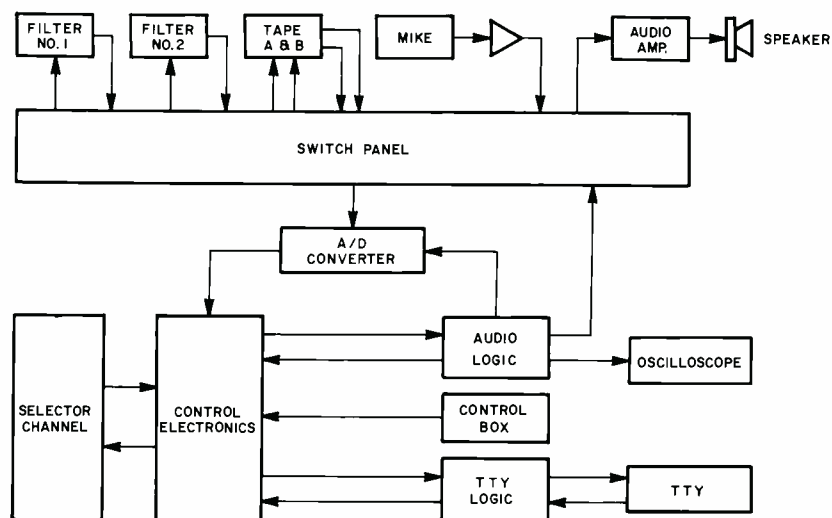 FILTER
NO. 1
FILTER
NO. 2
TAPE
A & B
MIKE
AUDIO
AMP.
SPEAKER
SWITCH PANEL
A/D
CONVERTER
SELECTOR
CHANNEL
CONTROL
ELECTRONICS
AUDIO
LOGIC
OSCILLOSCOPE
CONTROL
BOX
TTY
LOGIC
TTY